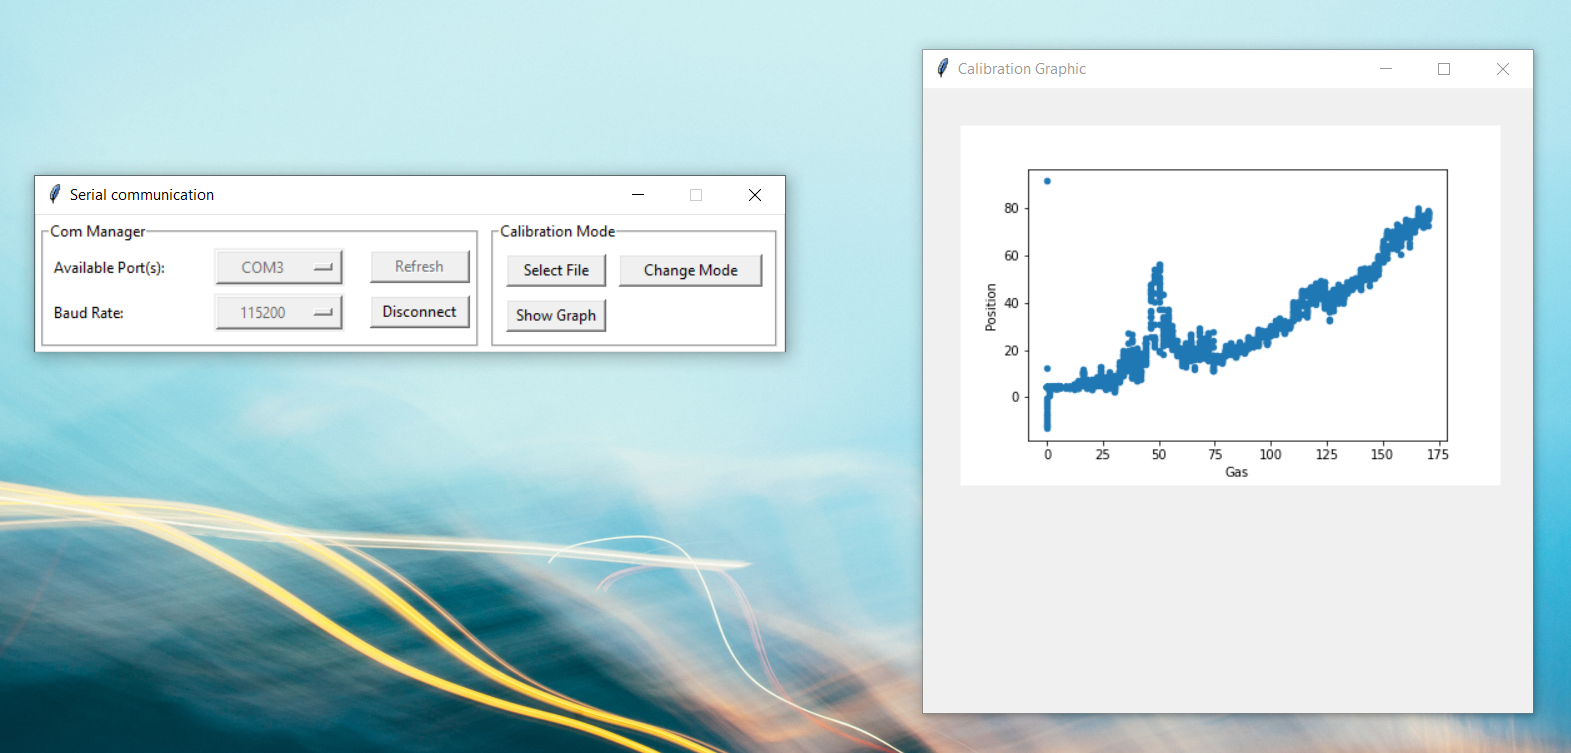 Serial communication
Com Manager
Available Port(s):
COM3
Refresh
Baud Rate:
115200
Disconnect
Calibration Mode
Select File
Change Mode
Show Graph
Calibration Graphic
80
60
40
20
0
Position
0 25 50 75 100 125 150 175
Gas